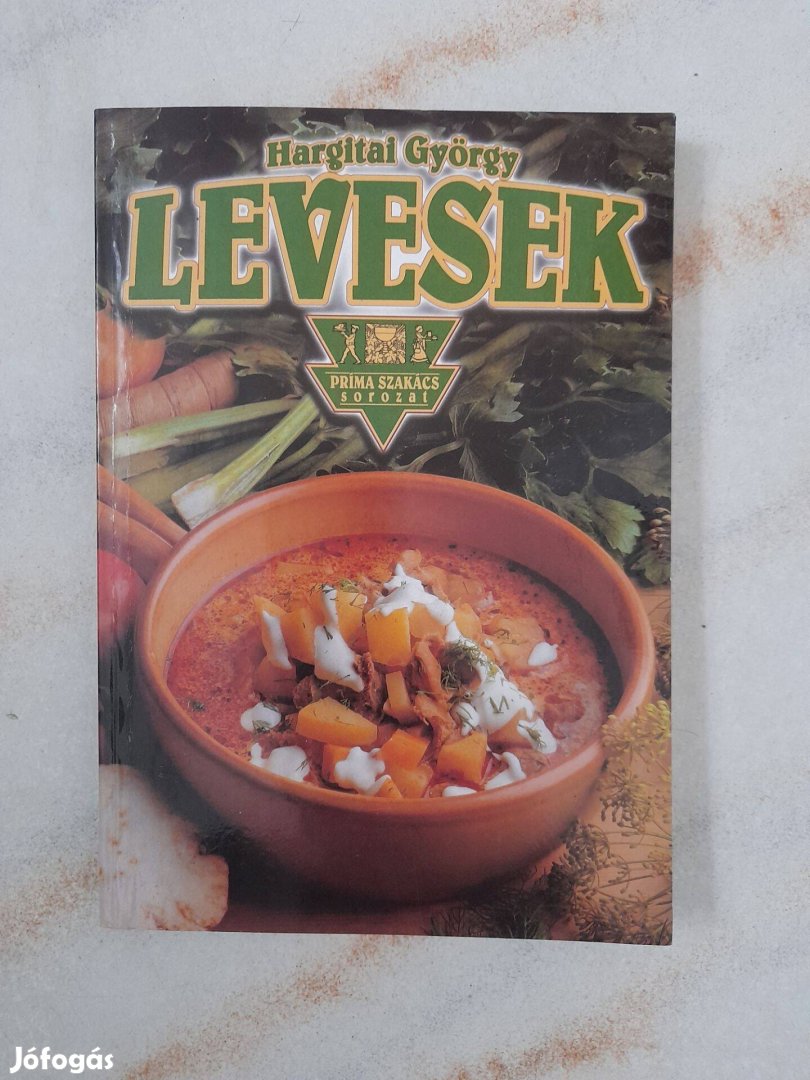 Hargitai György
LEVESEK
PRÍMA SZAKÁCS
sorozat
Jófogás